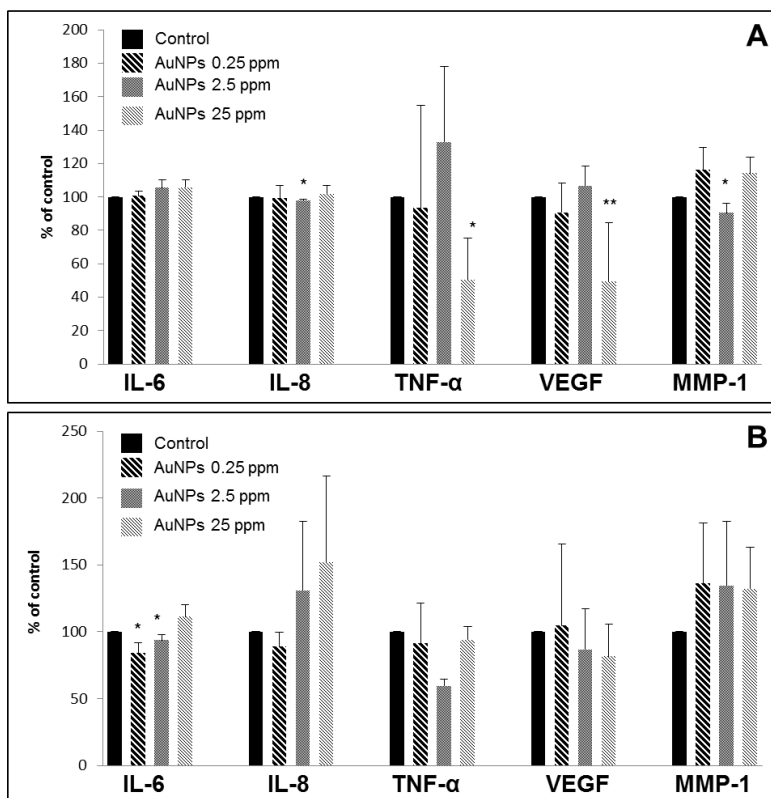 A
Control
AuNPs 0.25 ppm
AuNPs 2.5 ppm
AuNPs 25 ppm
% of control
200
180
160
140
120
100
80
60
40
20
0
*
*
**
*
IL-6 IL-8 TNF-α VEGF MMP-1
B
Control
AuNPs 0.25 ppm
AuNPs 2.5 ppm
AuNPs 25 ppm
% of control
250
200
150
100
50
0
* *
IL-6 IL-8 TNF-α VEGF MMP-1